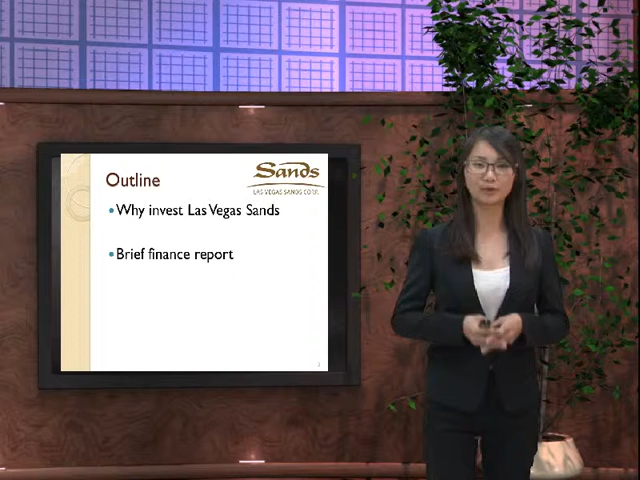 Outline
Sands
LAS VEGAS SANDS CORP.
•Why invest Las Vegas Sands
•Brief finance report